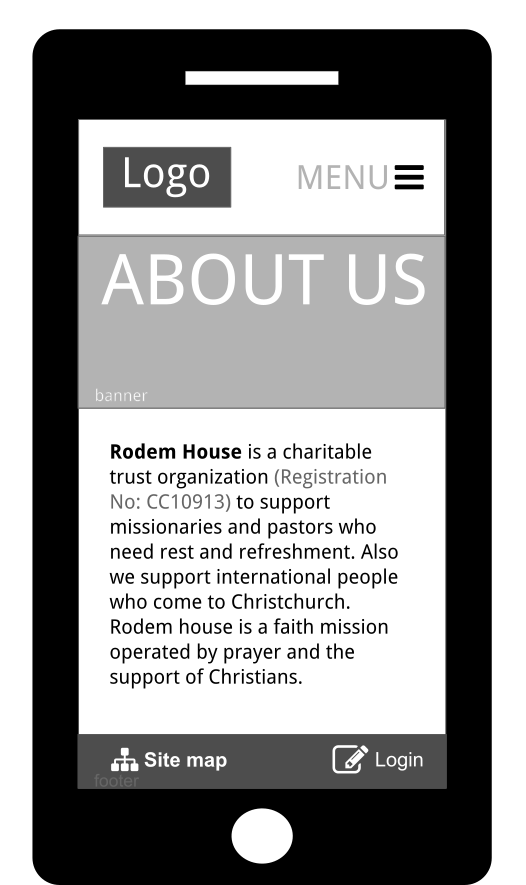 Logo
MENU
ABOUT US
banner
Rodem House is a charitable
trust organization (Registration
No: CC10913) to support
missionaries and pastors who
need rest and refreshment. Also
we support international people
who come to Christchurch.
Rodem house is a faith mission
operated by prayer and the
support of Christians.
Site map
Login
footer